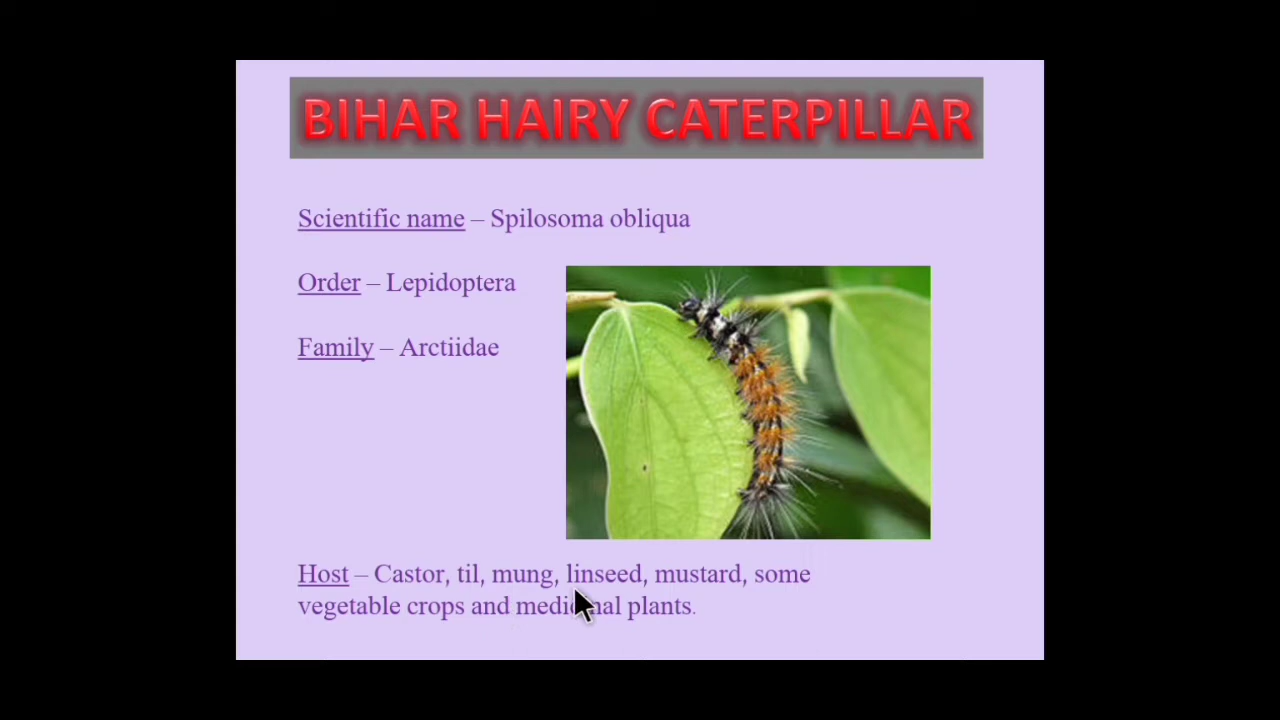 BIHAR HAIRY CATERPILLAR
Scientific name – Spilosoma obliqua
Order – Lepidoptera
Family – Arctiidae
Host – Castor, til, mung, linseed, mustard, some
vegetable crops and medicinal plants.